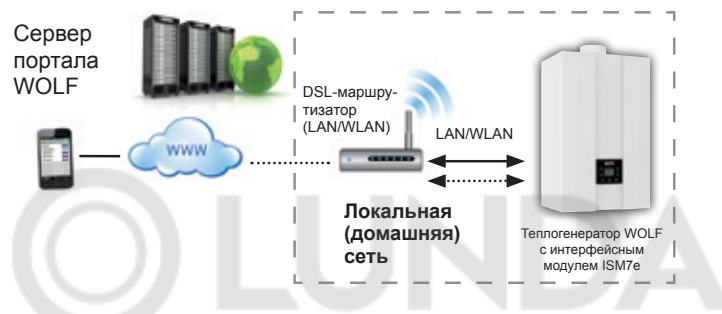 Сервер
портала
WOLF
DSL-маршру-
тизатор
(LAN/WLAN)
LAN/WLAN
www
Локальная
(домашняя)
сеть
Теплогенератор WOLF
с интерфейсным
модулем ISM7e
LUNDA